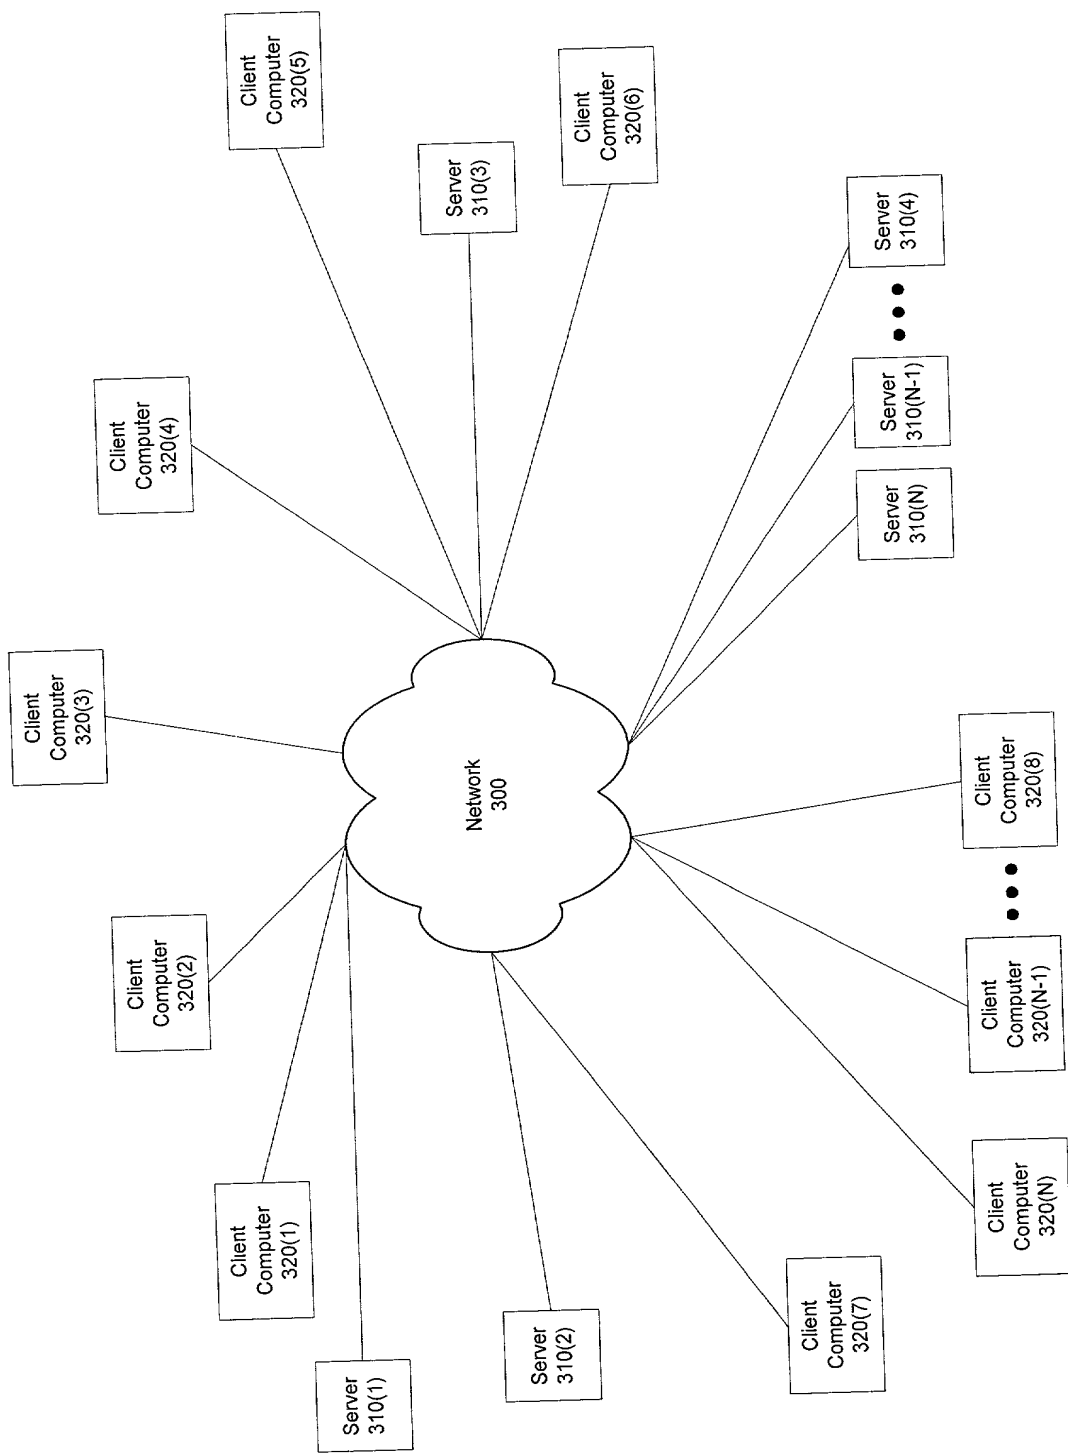 Client
Computer
320(3)
Client
Computer
320(4)
Client
Computer
320(2)
Client
Computer
320(5)
Client
Computer
320(1)
Server
310(1)
Server
310(3)
Network
300
Server
310(2)
Client
Computer
320(6)
Client
Computer
320(7)
Server
310(4)
Server
310(N-1)
Server
310(N)
Client
Computer
320(8)
Client
Computer
320(N-1)
Client
Computer
320(N)